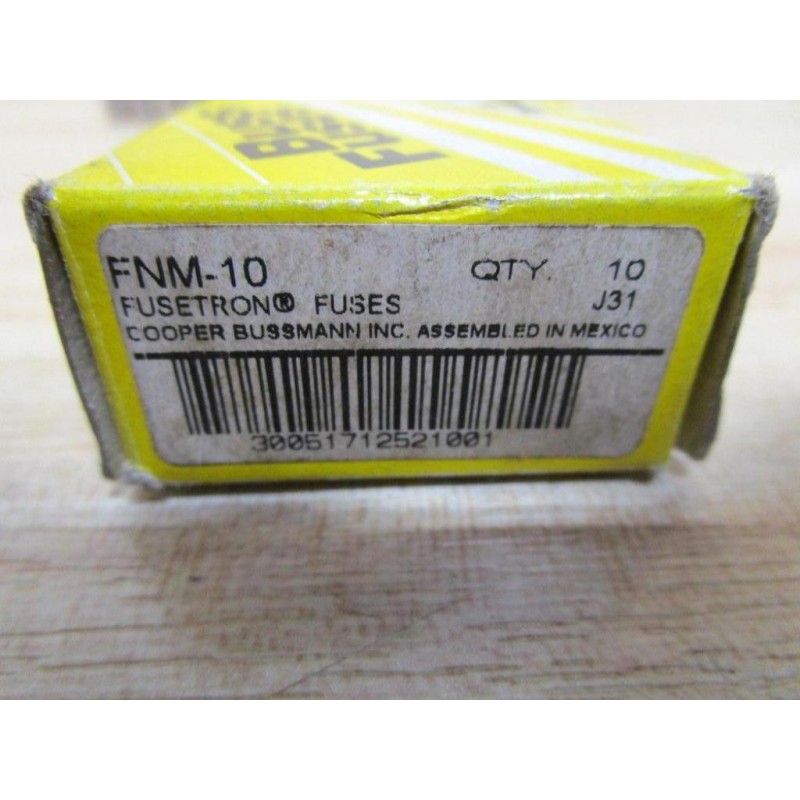 FNM-10 QTY. 10
FUSETRON® FUSES J31
COOPER BUSSMANN INC. ASSEMBLED IN MEXICO
30051712521001